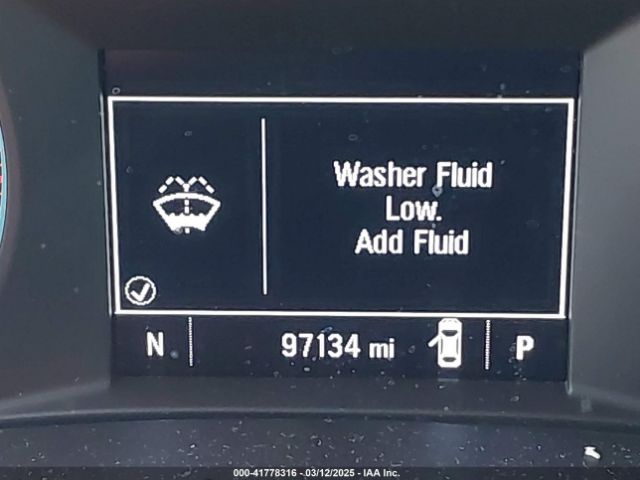 Washer Fluid
Low.
Add Fluid
N 97134 mi P
000-41778316 - 03/12/2025 - IAA Inc.